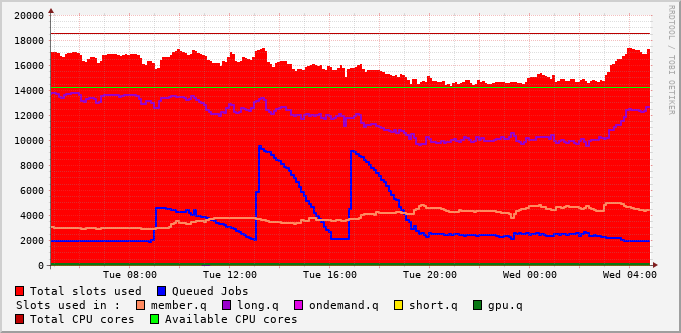 20000
18000
16000
14000
12000
10000
8000
6000
4000
2000
0
Tue 08:00 Tue 12:00 Tue 16:00 Tue 20:00 Wed 00:00 Wed 04:00
RRDTOOL / TOBI OETIKER
Total slots used Queued Jobs
Slots used in : member.q long.q ondemand.q short.q gpu.q
Total CPU cores Available CPU cores